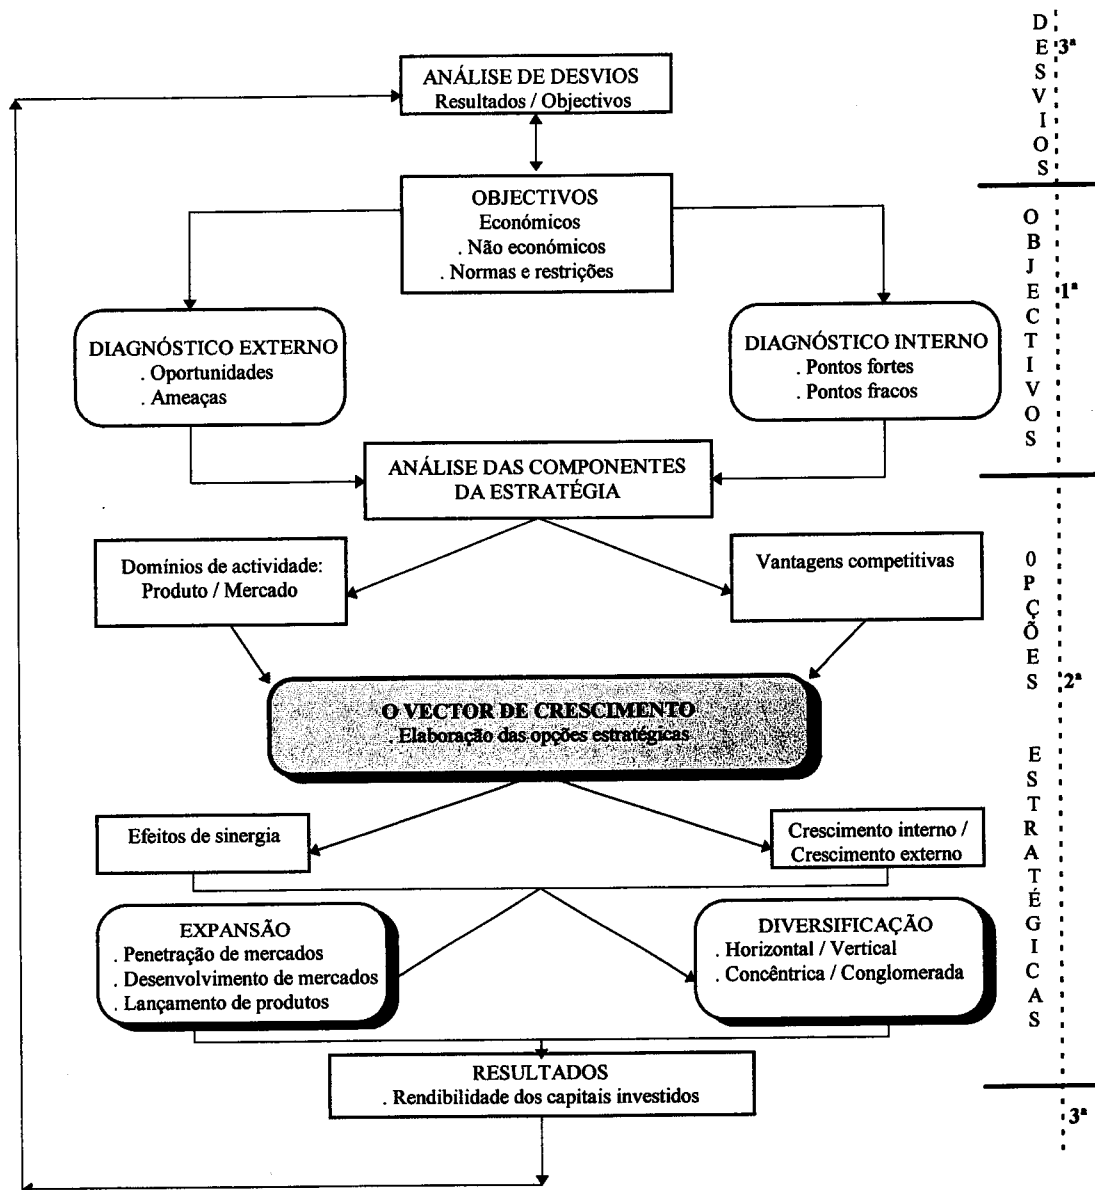 ANÁLISE DE DESVIOS
Resultados / Objectivos
OBJECTIVOS
Económicos
. Não económicos
. Normas e restrições
DIAGNÓSTICO EXTERNO
. Oportunidades
. Ameaças
DIAGNÓSTICO INTERNO
. Pontos fortes
. Pontos fracos
ANÁLISE DAS COMPONENTES
DA ESTRATÉGIA
Domínios de actividade:
Produto / Mercado
Vantagens competitivas
O VECTOR DE CRESCIMENTO
. Elaboração das opções estratégicas
Efeitos de sinergia
Crescimento interno /
Crescimento externo
EXPANSÃO
. Penetração de mercados
. Desenvolvimento de mercados
. Lançamento de produtos
DIVERSIFICAÇÃO
. Horizontal / Vertical
. Concêntrica / Conglomerada
RESULTADOS
. Rendibilidade dos capitais investidos
DESVIOS
3ª
OBJECTIVOS
1ª
0PÇÕES ESTRATÉGICAS
2ª
3ª